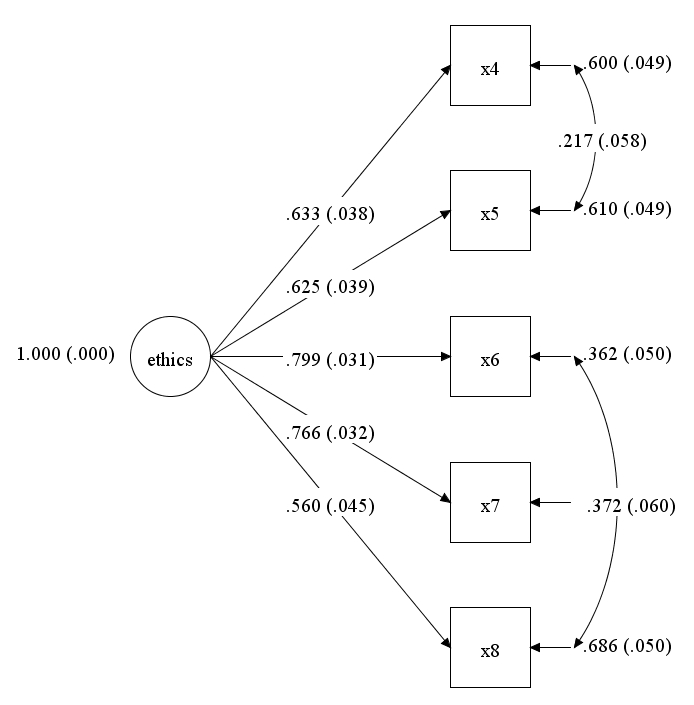 x4
.600 (.049)
.217 (.058)
.633 (.038)
x5
.610 (.049)
.625 (.039)
1.000 (.000)
ethics
.799 (.031)
x6
.362 (.050)
.766 (.032)
.560 (.045)
x7
.372 (.060)
x8
.686 (.050)